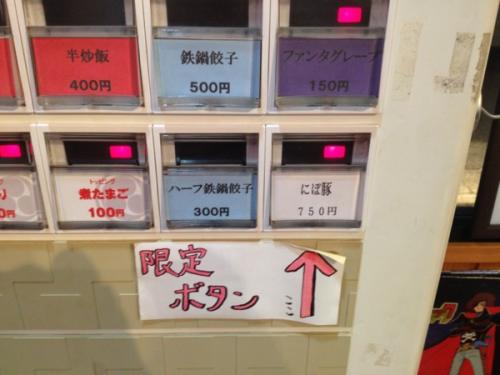 半炒飯
400円
鉄鍋餃子
500円
ファンタグレープ
150円
トッピング
煮たまご
100円
ハーフ鉄鍋餃子
300円
にぼ豚
750円
限定
ボタン
ここ